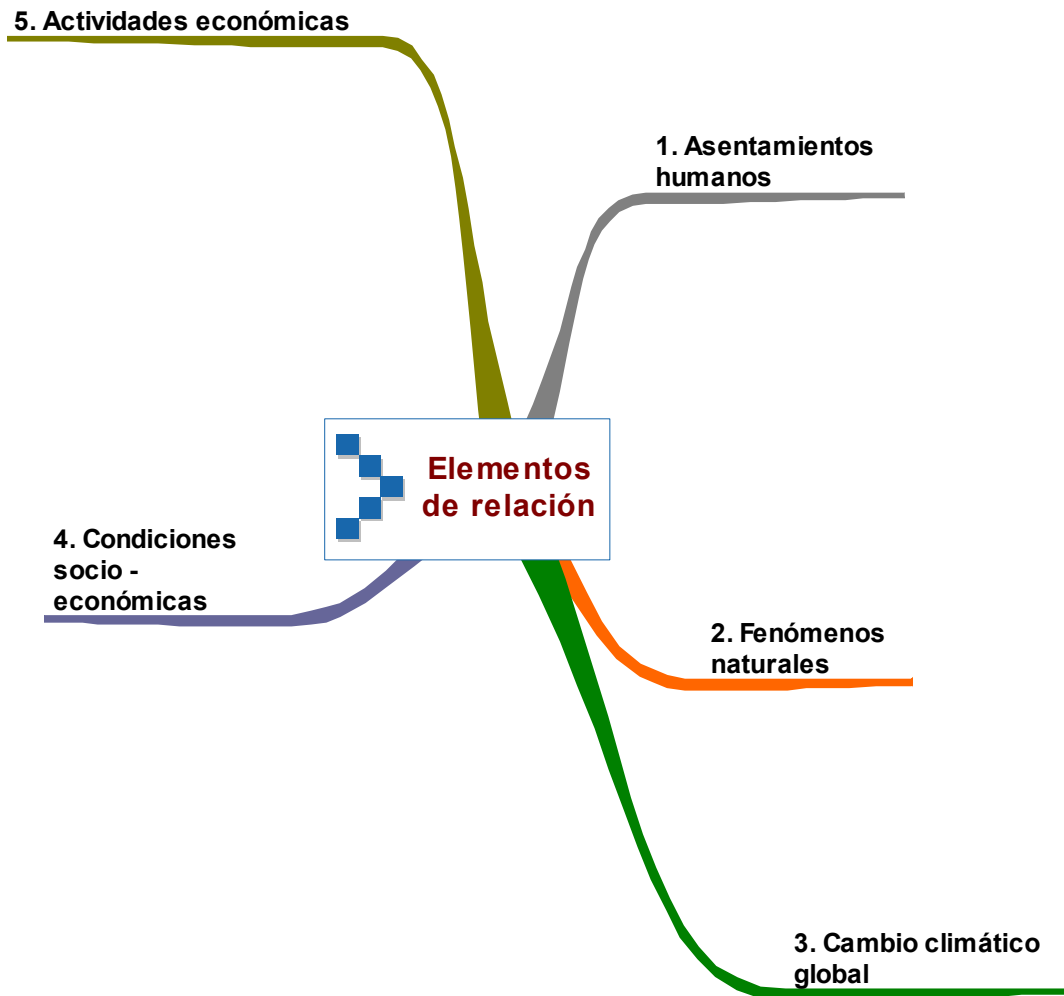 5. Actividades económicas
1. Asentamientos
humanos
Elementos
de relación
4. Condiciones
socio -
económicas
2. Fenómenos
naturales
3. Cambio climático
global